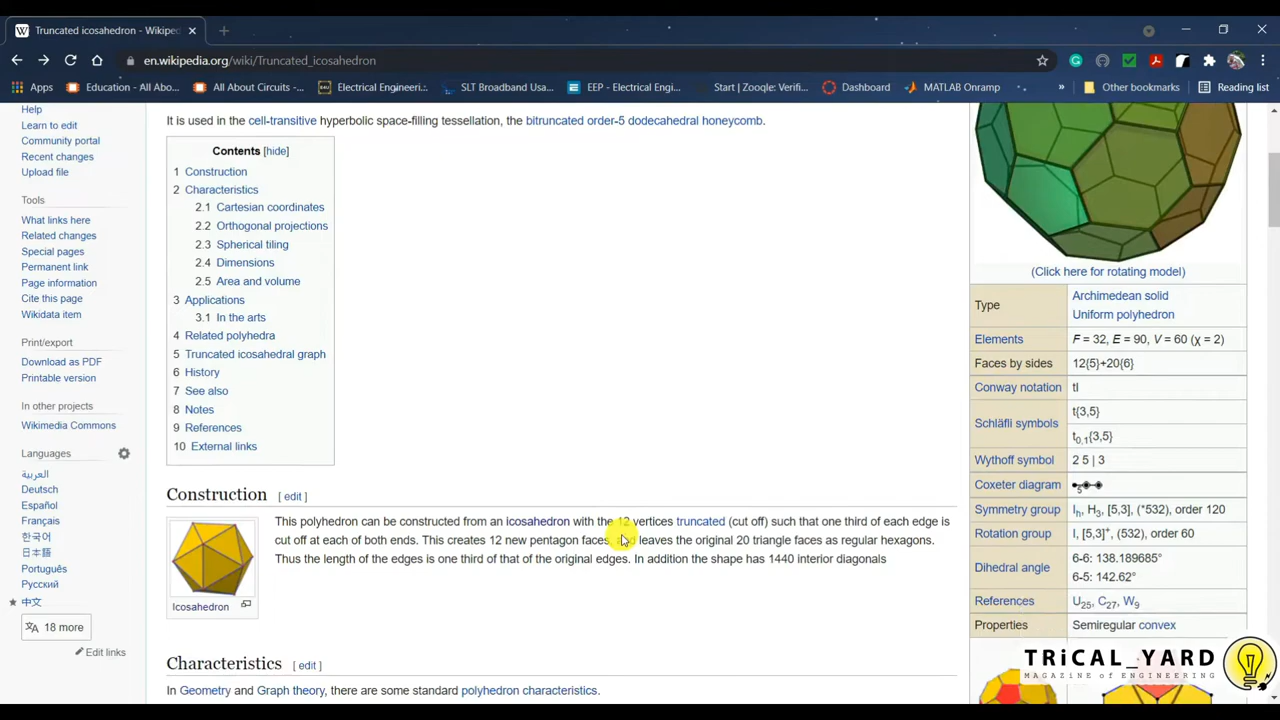 Truncated icosahedron - Wikiped
en.wikipedia.org/wiki/Truncated_icosahedron
Apps
Education - All Abo...
All About Circuits -...
Electrical Engineeri...
SLT Broadband Usa...
EEP - Electrical Engi...
Start | Zooqle: Verifi...
Dashboard
MATLAB Onramp
»
Other bookmarks
Reading list
Help
Learn to edit
Community portal
Recent changes
Upload file
Tools
What links here
Related changes
Special pages
Permanent link
Page information
Cite this page
Wikidata item
Print/export
Download as PDF
Printable version
In other projects
Wikimedia Commons
Languages
العربية
Deutsch
Español
Français
한국어
日本語
Português
Русский
中文
18 more
Edit links
It is used in the cell-transitive hyperbolic space-filling tessellation, the bitruncated order-5 dodecahedral honeycomb.
Contents [hide]
1 Construction
2 Characteristics
2.1 Cartesian coordinates
2.2 Orthogonal projections
2.3 Spherical tiling
2.4 Dimensions
2.5 Area and volume
3 Applications
3.1 In the arts
4 Related polyhedra
5 Truncated icosahedral graph
6 History
7 See also
8 Notes
9 References
10 External links
Construction [ edit ]
This polyhedron can be constructed from an icosahedron with the 12 vertices truncated (cut off) such that one third of each edge is
cut off at each of both ends. This creates 12 new pentagon faces, and leaves the original 20 triangle faces as regular hexagons.
Thus the length of the edges is one third of that of the original edges. In addition the shape has 1440 interior diagonals
Icosahedron
Characteristics [ edit ]
In Geometry and Graph theory, there are some standard polyhedron characteristics.
(Click here for rotating model)
Type Archimedean solid
Uniform polyhedron
Elements F = 32, E = 90, V = 60 (χ = 2)
Faces by sides 12{5}+20{6}
Conway notation tI
Schläfli symbols t{3,5}
t0,1{3,5}
Wythoff symbol 2 5 | 3
Coxeter diagram 5
Symmetry group Ih, H3, [5,3], (*532), order 120
Rotation group I, [5,3]+, (532), order 60
Dihedral angle 6-6: 138.189685°
6-5: 142.62°
References U25, C27, W9
Properties Semiregular convex
TRiCAL_YARD
MAGAZINE of ENGINEERING